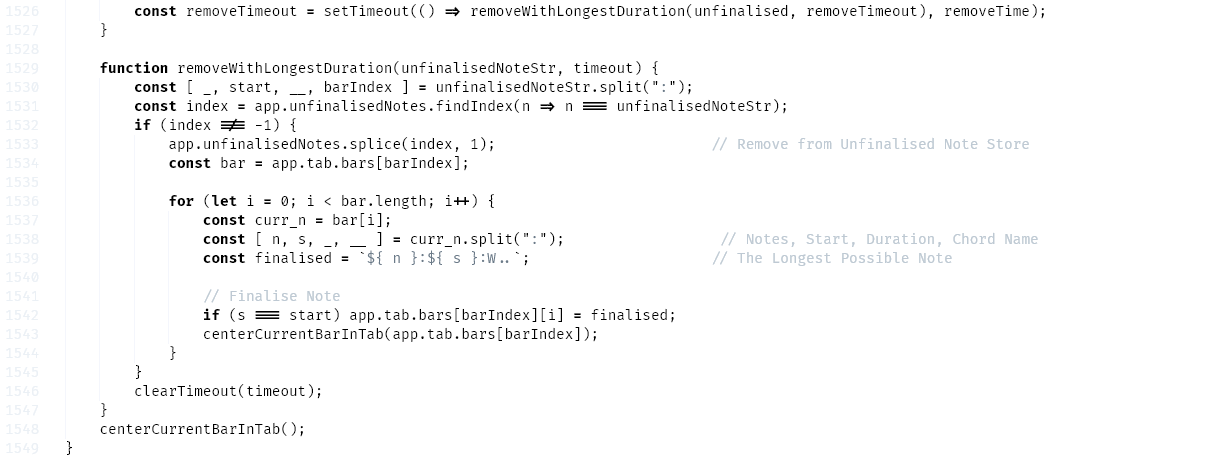 1526            const removeTimeout = setTimeout(() => removeWithLongestDuration(unfinalised, removeTimeout), removeTime);
1527        }
1528
1529        function removeWithLongestDuration(unfinalisedNoteStr, timeout) {
1530            const [ _, start, __, barIndex ] = unfinalisedNoteStr.split(":");
1531            const index = app.unfinalisedNotes.findIndex(n => n === unfinalisedNoteStr);
1532            if (index !== -1) {
1533                app.unfinalisedNotes.splice(index, 1);                         // Remove from Unfinalised Note Store
1534                const bar = app.tab.bars[barIndex];
1535
1536                for (let i = 0; i < bar.length; i++) {
1537                    const curr_n = bar[i];
1538                    const [ n, s, _, __ ] = curr_n.split(":");                  // Notes, Start, Duration, Chord Name
1539                    const finalised = `${ n }:${ s }:W..`;                     // The Longest Possible Note
1540
1541                    // Finalise Note
1542                    if (s === start) app.tab.bars[barIndex][i] = finalised;
1543                    centerCurrentBarInTab(app.tab.bars[barIndex]);
1544                }
1545            }
1546            clearTimeout(timeout);
1547        }
1548        centerCurrentBarInTab();
1549    }